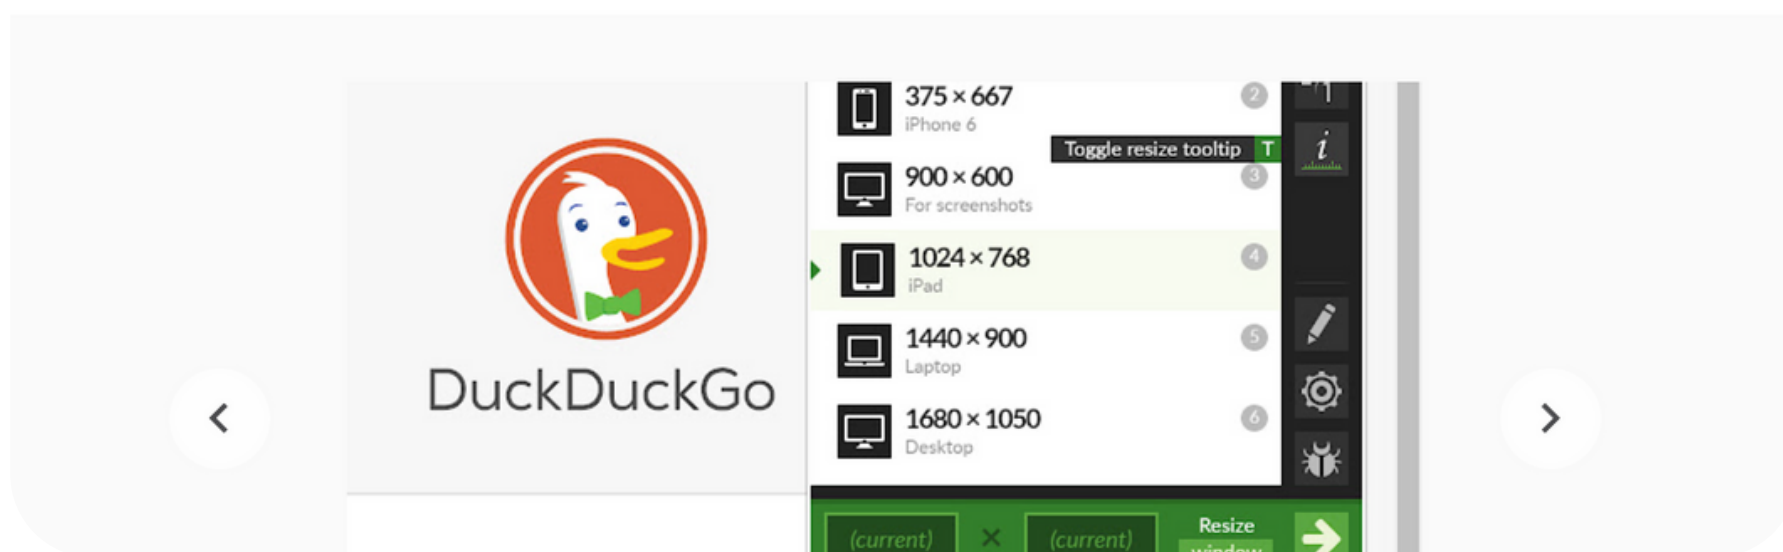 DuckDuckGo
375 × 667
2
iPhone 6
Toggle resize tooltip T
i
900 × 600
3
For screenshots
1024 × 768
4
iPad
1440 × 900
5
Laptop
1680 × 1050
6
Desktop
(current) × (current)
Resize
window